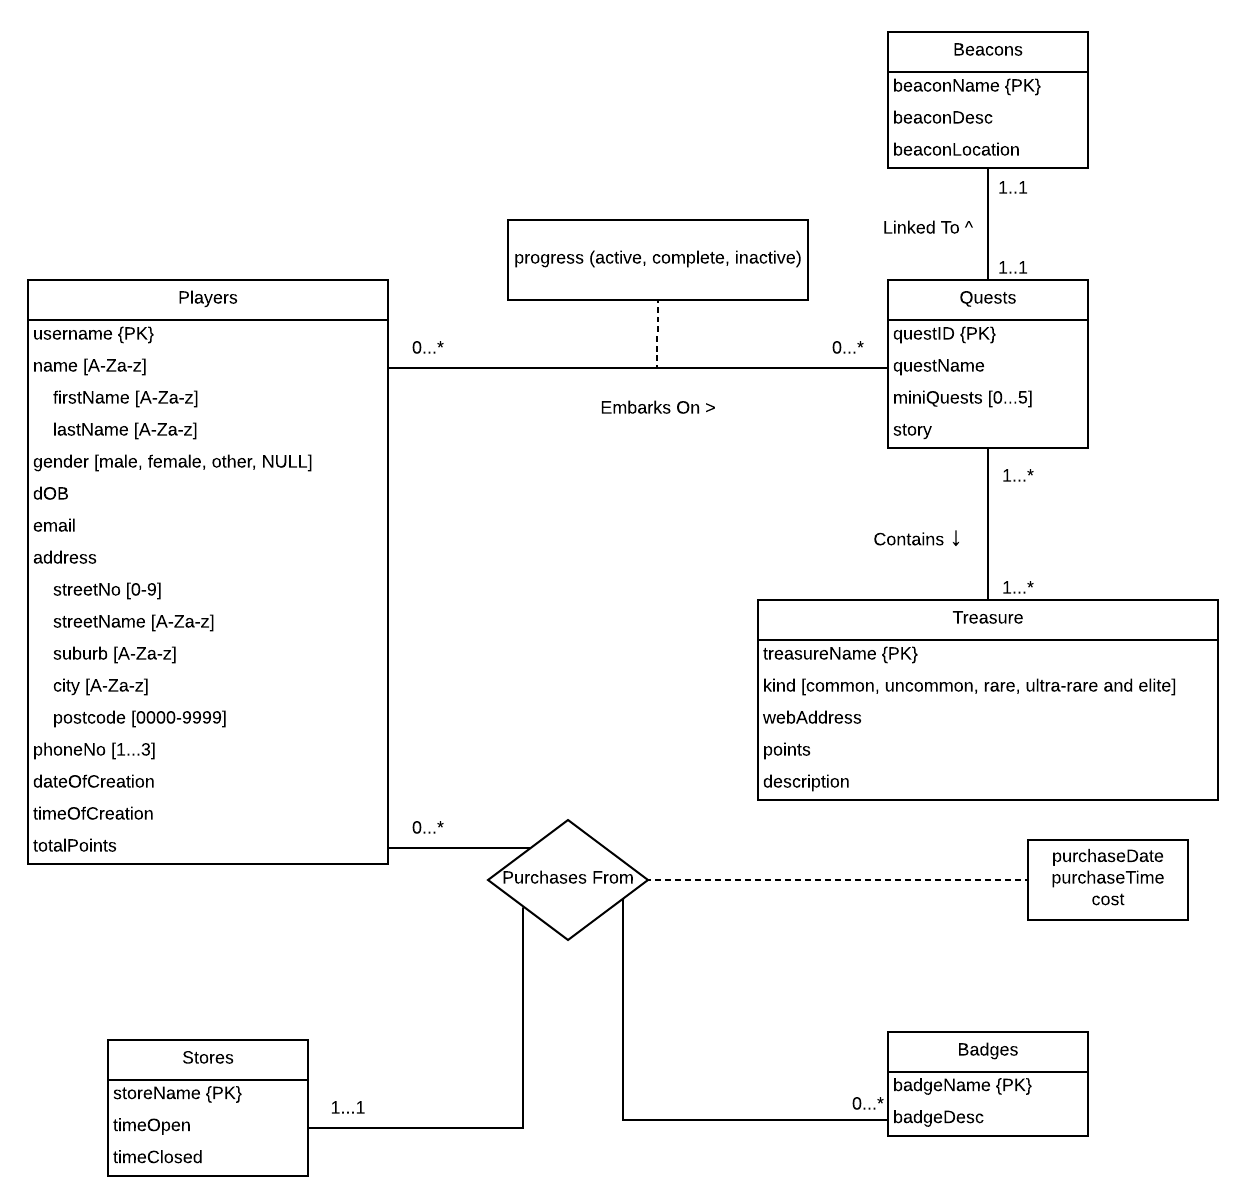 Beacons
beaconName {PK}
beaconDesc
beaconLocation
1..1
Linked To ^
1..1
progress (active, complete, inactive)
Players
username {PK}
name [A-Za-z]
firstName [A-Za-z]
lastName [A-Za-z]
gender [male, female, other, NULL]
dOB
email
address
streetNo [0-9]
streetName [A-Za-z]
suburb [A-Za-z]
city [A-Za-z]
postcode [0000-9999]
phoneNo [1...3]
dateOfCreation
timeOfCreation
totalPoints
0...*
0...*
Embarks On >
Quests
questID {PK}
questName
miniQuests [0...5]
story
1...*
Contains ↓
1...*
Treasure
treasureName {PK}
kind [common, uncommon, rare, ultra-rare and elite]
webAddress
points
description
0...*
Purchases From
purchaseDate
purchaseTime
cost
Stores
storeName {PK}
timeOpen
timeClosed
1...1
0...*
Badges
badgeName {PK}
badgeDesc